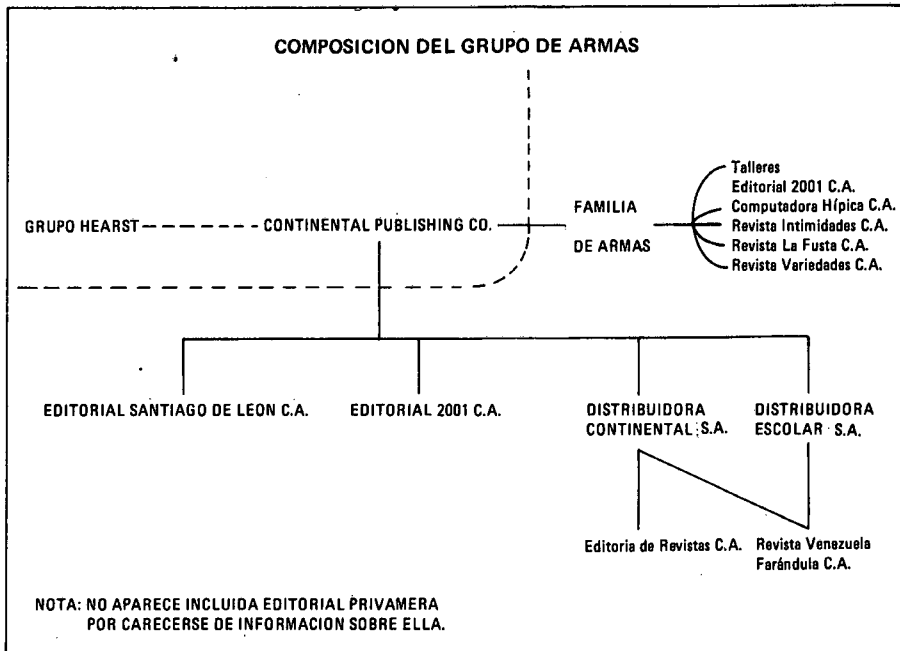 COMPOSICION DEL GRUPO DE ARMAS
Talleres
Editorial 2001 C.A.
Computadora Hípica C.A.
Revista Intimidades C.A.
Revista La Fusta C.A.
Revista Variedades C.A.
FAMILIA
DE ARMAS
GRUPO HEARST
CONTINENTAL PUBLISHING CO.
EDITORIAL SANTIAGO DE LEON C.A.
EDITORIAL 2001 C.A.
DISTRIBUIDORA
CONTINENTAL, S.A.
DISTRIBUIDORA
ESCOLAR S.A.
Editoria de Revistas C.A.
Revista Venezuela
Farándula C.A.
NOTA: NO APARECE INCLUIDA EDITORIAL PRIVAMERA
POR CARECERSE DE INFORMACION SOBRE ELLA.